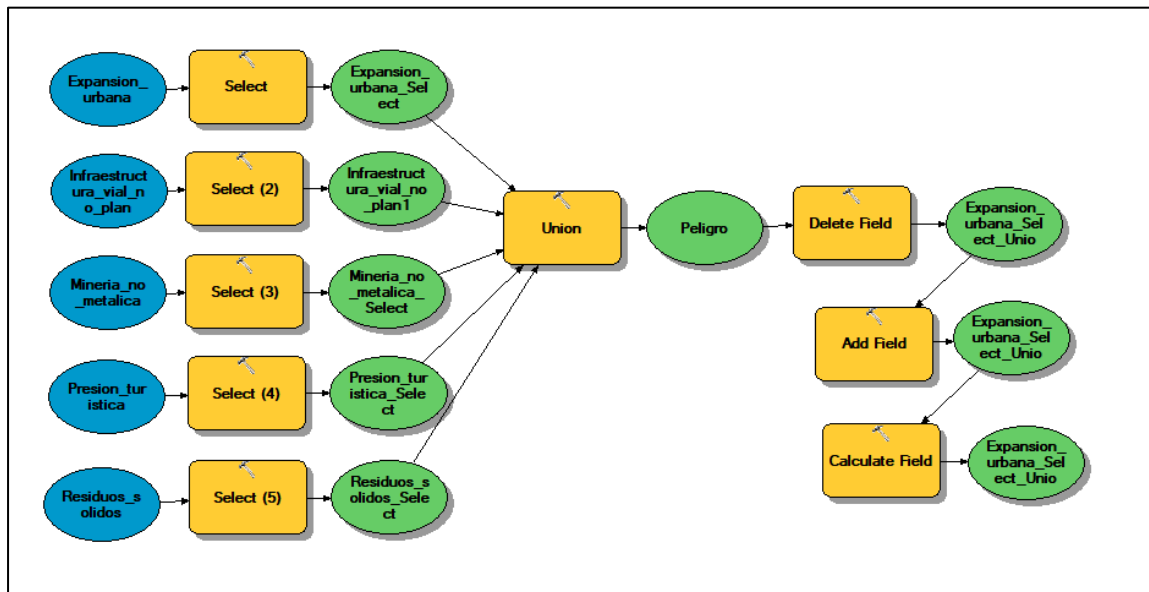 Expansion_
urbana
Select
Expansion_
urbana_Sel
ect
Infraestruct
ura_vial_n
o_plan
Select (2)
Infraestruct
ura_vial_no
_plan1
Mineria_no
_metalica
Select (3)
Mineria_no
_metalica_
Select
Presion_tur
istica
Select (4)
Presion_tur
istica_Sele
ct
Residuos_s
olidos
Select (5)
Residuos_s
olidos_Sele
ct
Union
Peligro
Delete Field
Expansion_
urbana_Sel
ect_Unio
Add Field
Expansion_
urbana_Sel
ect_Unio
Calculate Field
Expansion_
urbana_Sel
ect_Unio